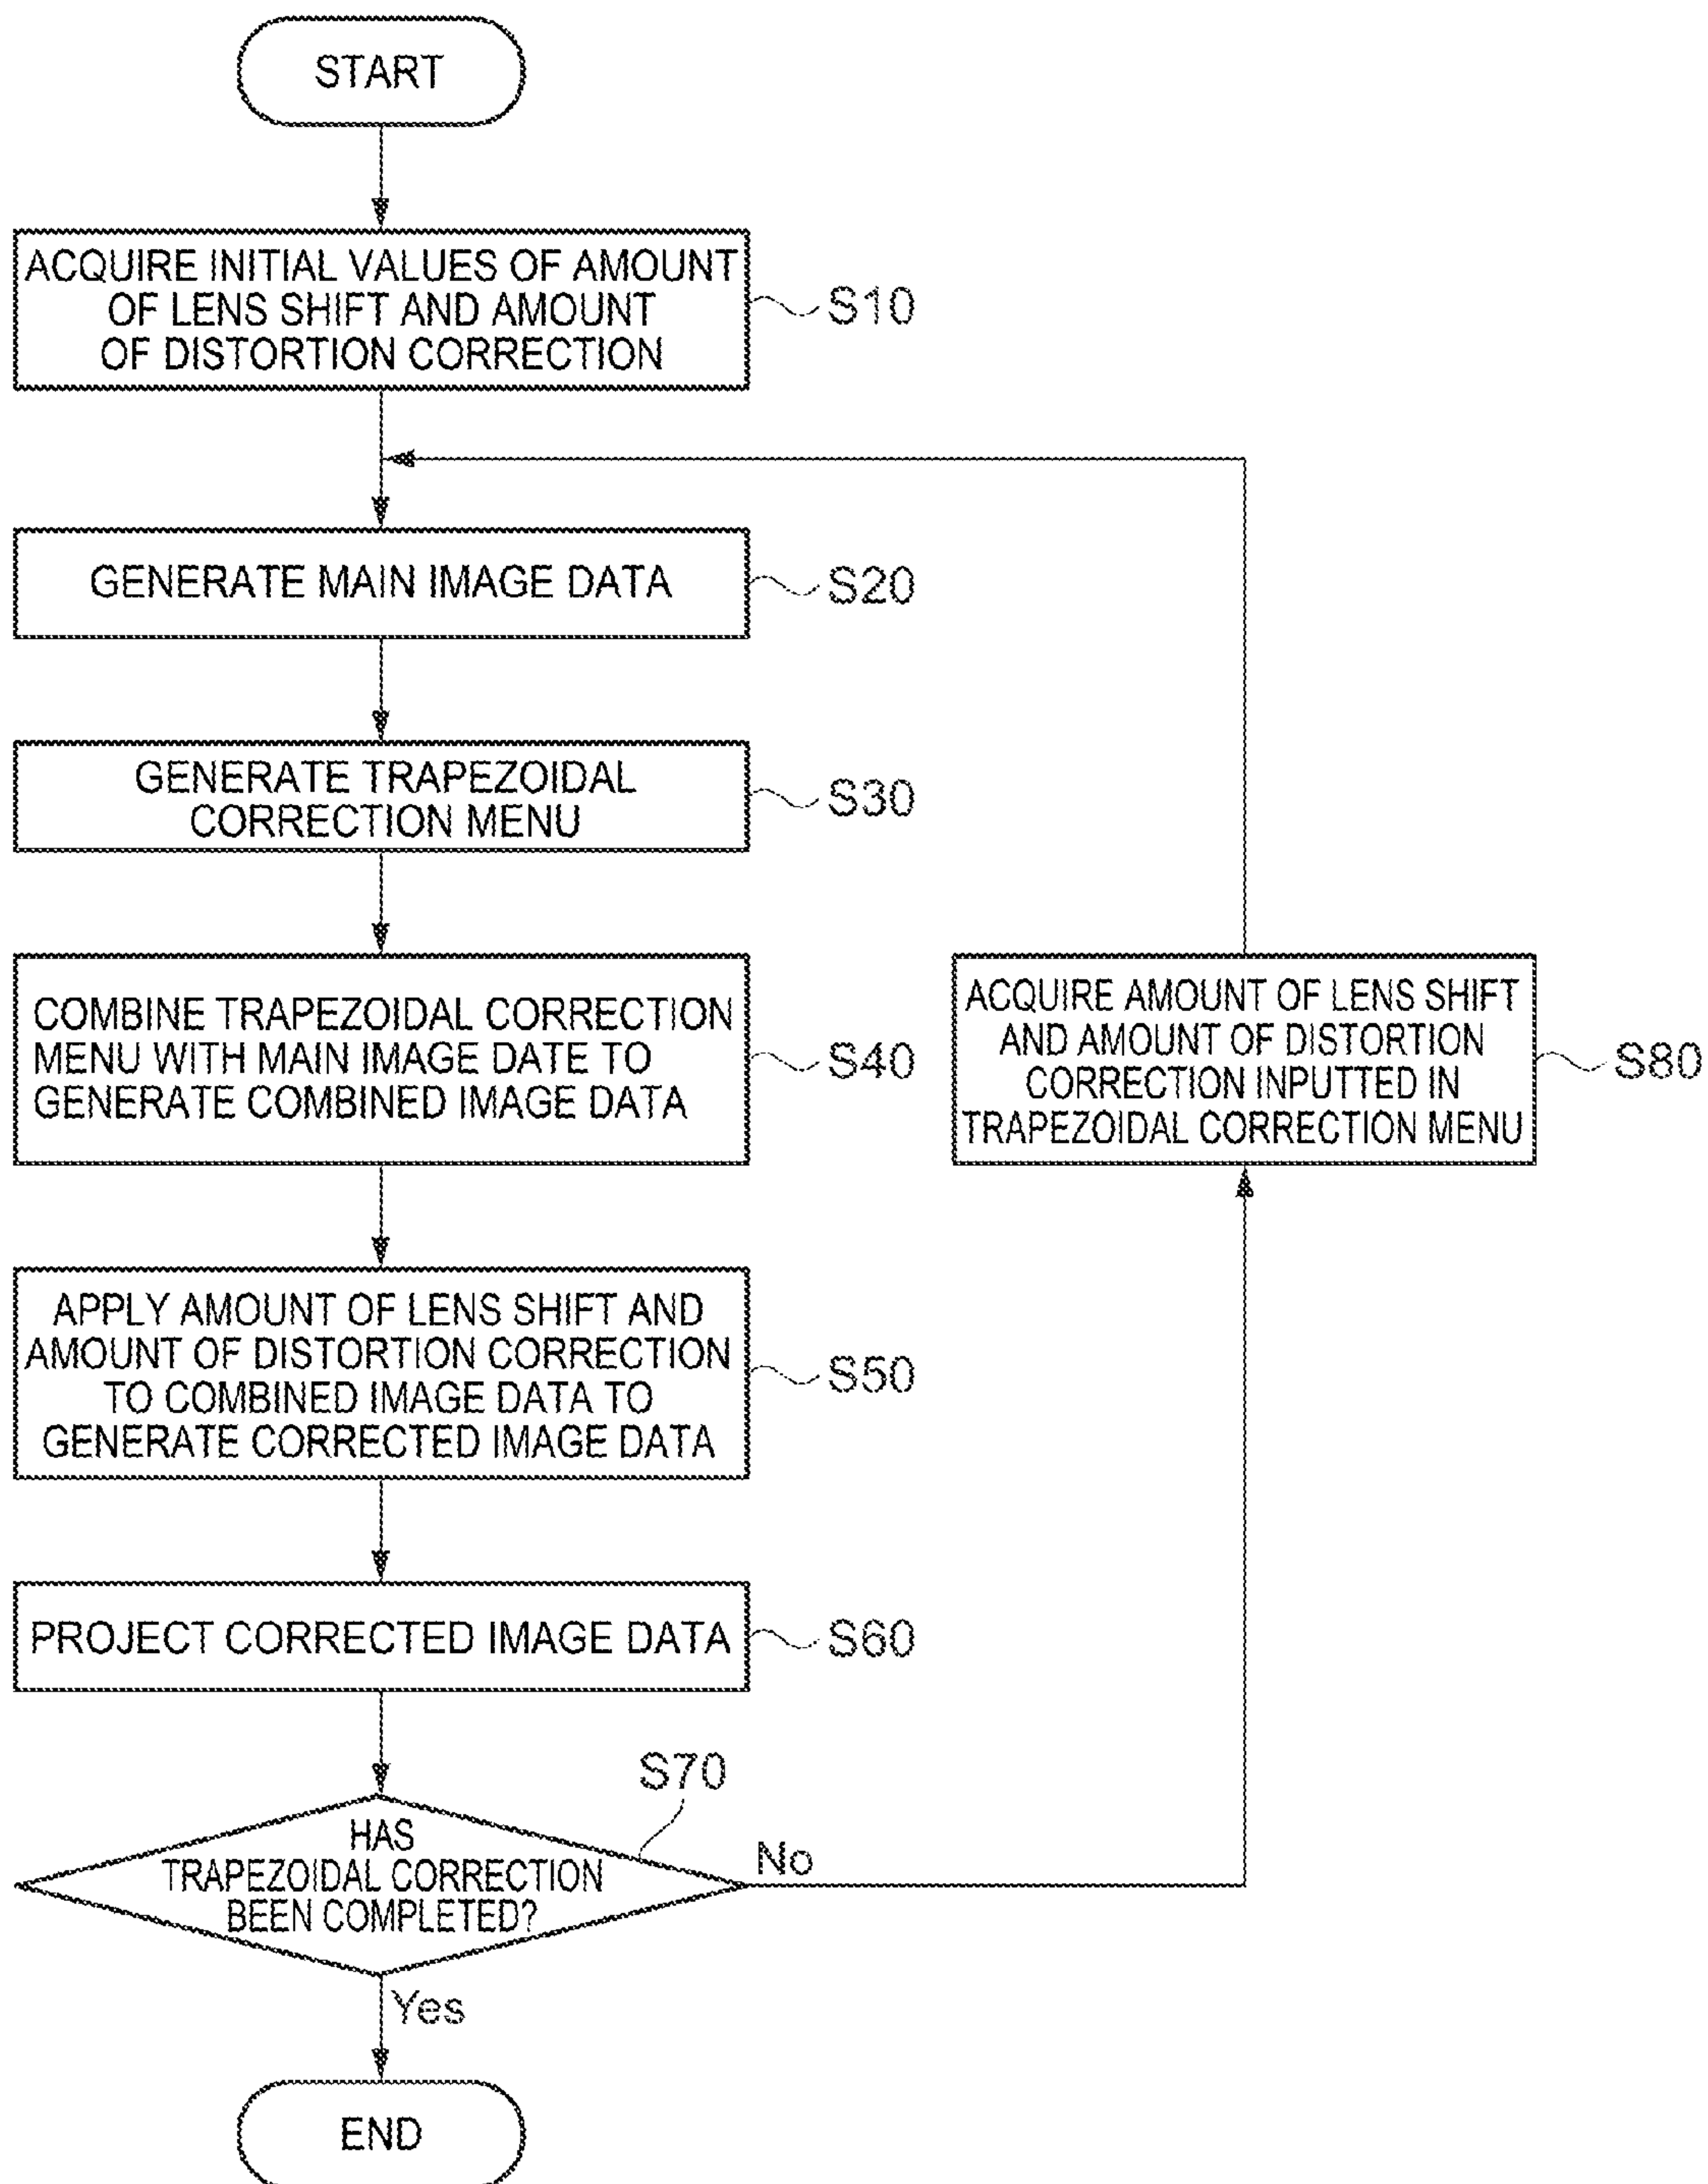 START
ACQUIRE INITIAL VALUES OF AMOUNT
OF LENS SHIFT AND AMOUNT
OF DISTORTION CORRECTION
S10
GENERATE MAIN IMAGE DATA
S20
GENERATE TRAPEZOIDAL
CORRECTION MENU
S30
COMBINE TRAPEZOIDAL CORRECTION
MENU WITH MAIN IMAGE DATE TO
GENERATE COMBINED IMAGE DATA
S40
ACQUIRE AMOUNT OF LENS SHIFT
AND AMOUNT OF DISTORTION
CORRECTION INPUTTED IN
TRAPEZOIDAL CORRECTION MENU
S80
APPLY AMOUNT OF LENS SHIFT AND
AMOUNT OF DISTORTION CORRECTION
TO COMBINED IMAGE DATA TO
GENERATE CORRECTED IMAGE DATA
S50
PROJECT CORRECTED IMAGE DATA
S60
S70
HAS
TRAPEZOIDAL CORRECTION
BEEN COMPLETED?
No
Yes
END